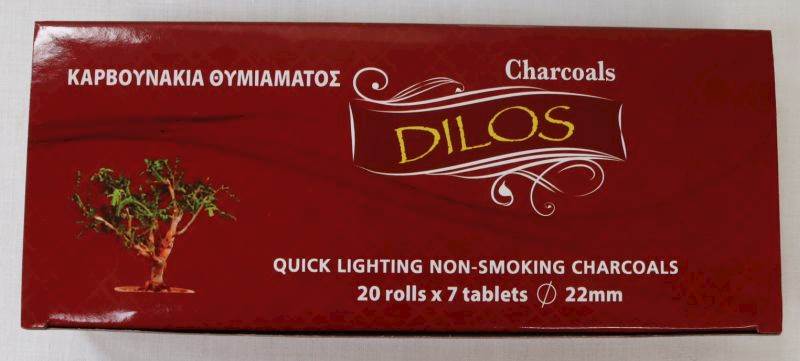 ΚΑΡΒΟΥΝΑΚΙΑ ΘΥΜΙΑΜΑΤΟΣ
Charcoals
DILOS
QUICK LIGHTING NON-SMOKING CHARCOALS
20 rolls x 7 tablets ∅ 22mm